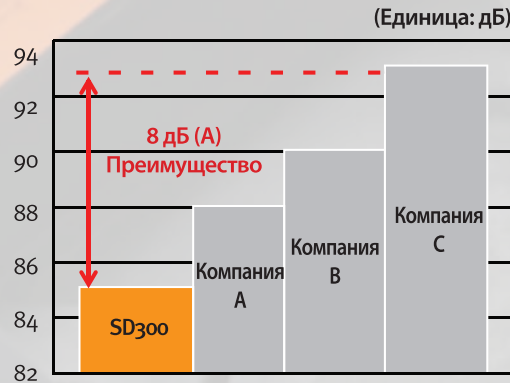 (Единица: дБ)
94
92
90
88
86
84
82
8 дБ (A)
Преимущество
SD300
Компания
A
Компания
B
Компания
C